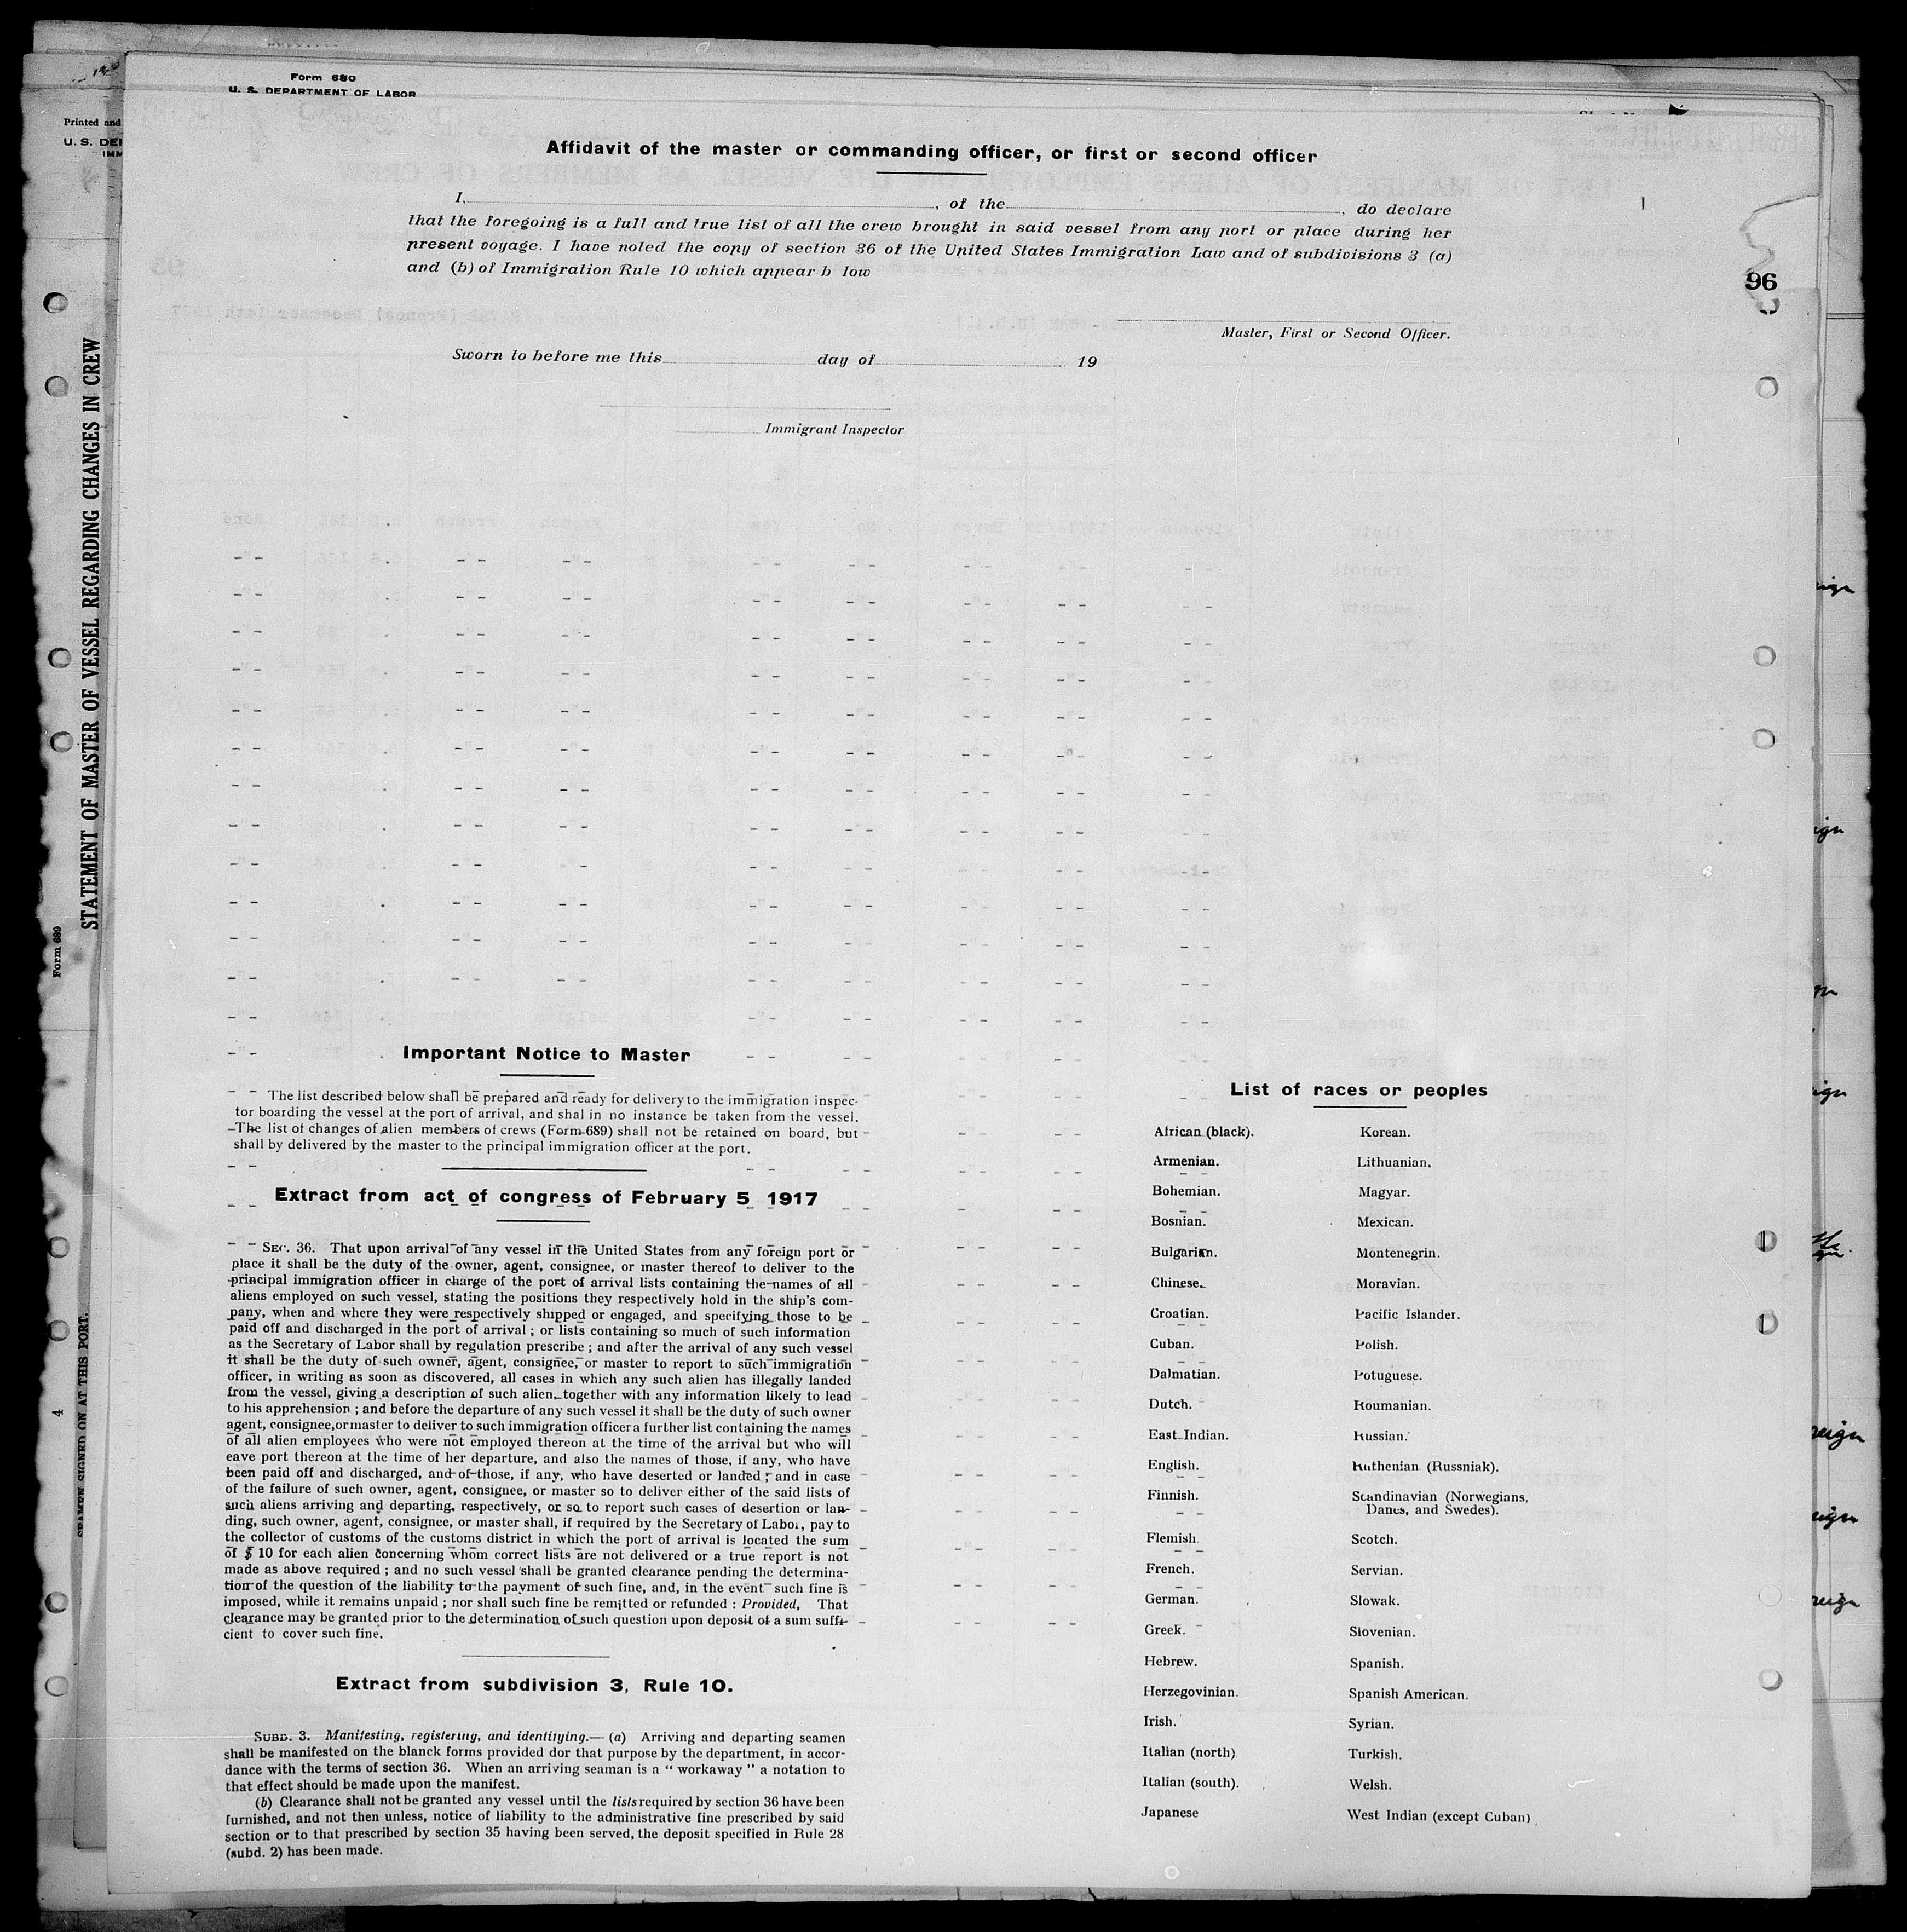 Form 680
U. S. DEPARTMENT OF LABOR
Printed and
U. S. DEI
IMM
Affidavit of the master or commanding officer, or first or second officer
I, , of the , do declare
that the foregoing is a full and true list of all the crew brought in said vessel from any port or place during her
present voyage. I have noted the copy of section 36 of the United States Immigration Law and of subdivisions 3 (a)
and (b) of Immigration Rule 10 which appear b low
96
Master, First or Second Officer.
Sworn to before me this day of 19
Immigrant Inspector
STATEMENT OF MASTER OF VESSEL REGARDING CHANGES IN CREW
Form 689
4
SEAMEN SIGNED ON AT THIS PORT.
Important Notice to Master
The list described below shall be prepared and ready for delivery to the immigration inspec-
tor boarding the vessel at the port of arrival, and shal in no instance be taken from the vessel.
The list of changes of alien members of crews (Form 689) shall not be retained on board, but
shall by delivered by the master to the principal immigration officer at the port.
Extract from act of congress of February 5 1917
SEC. 36. That upon arrival of any vessel in the United States from any foreign port or
place it shall be the duty of the owner, agent, consignee, or master thereof to deliver to the
principal immigration officer in charge of the port of arrival lists containing the names of all
aliens employed on such vessel, stating the positions they respectively hold in the ship's com-
pany, when and where they were respectively shipped or engaged, and specifying those to be
paid off and discharged in the port of arrival ; or lists containing so much of such information
as the Secretary of Labor shall by regulation prescribe ; and after the arrival of any such vessel
it shall be the duty of such owner, agent, consignee, or master to report to such immigration
officer, in writing as soon as discovered, all cases in which any such alien has illegally landed
from the vessel, giving a description of such alien, together with any information likely to lead
to his apprehension ; and before the departure of any such vessel it shall be the duty of such owner
agent, consignee, or master to deliver to such immigration officer a further list containing the names
of all alien employees who were not employed thereon at the time of the arrival but who will
eave port thereon at the time of her departure, and also the names of those, if any, who have
been paid off and discharged, and of those, if any, who have deserted or landed ; and in case
of the failure of such owner, agent, consignee, or master so to deliver either of the said lists of
such aliens arriving and departing, respectively, or so to report such cases of desertion or lan-
ding, such owner, agent, consignee, or master shall, if required by the Secretary of Labor, pay to
the collector of customs of the customs district in which the port of arrival is located the sum
of $ 10 for each alien concerning whom correct lists are not delivered or a true report is not
made as above required ; and no such vessel shall be granted clearance pending the determina-
tion of the question of the liability to the payment of such fine, and, in the event such fine is
imposed, while it remains unpaid ; nor shall such fine be remitted or refunded : Provided, That
clearance may be granted prior to the determination of such question upon deposit of a sum suffi-
cient to cover such fine.
Extract from subdivision 3, Rule 10.
SUBD. 3. Manifesting, registering, and identifying.— (a) Arriving and departing seamen
shall be manifested on the blanck forms provided dor that purpose by the department, in accor-
dance with the terms of section 36. When an arriving seaman is a " workaway " a notation to
that effect should be made upon the manifest.
(b) Clearance shall not be granted any vessel until the lists required by section 36 have been
furnished, and not then unless, notice of liability to the administrative fine prescribed by said
section or to that prescribed by section 35 having been served, the deposit specified in Rule 28
(subd. 2) has been made.
List of races or peoples
African (black). Korean.
Armenian. Lithuanian.
Bohemian. Magyar.
Bosnian. Mexican.
Bulgarian. Montenegrin.
Chinese. Moravian.
Croatian. Pacific Islander.
Cuban. Polish.
Dalmatian. Potuguese.
Dutch. Roumanian.
East Indian. Russian.
English. Ruthenian (Russniak).
Finnish. Scandinavian (Norwegians,
Danes, and Swedes).
Flemish Scotch.
French. Servian.
German. Slowak.
Greek. Slovenian.
Hebrew. Spanish.
Herzegovinian. Spanish American.
Irish. Syrian.
Italian (north) Turkish.
Italian (south). Welsh.
Japanese West Indian (except Cuban)